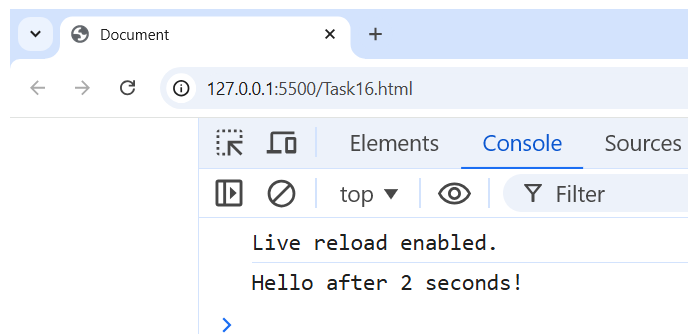 Document
127.0.0.1:5500/Task16.html
Elements Console Sources
top Filter
Live reload enabled.
Hello after 2 seconds!